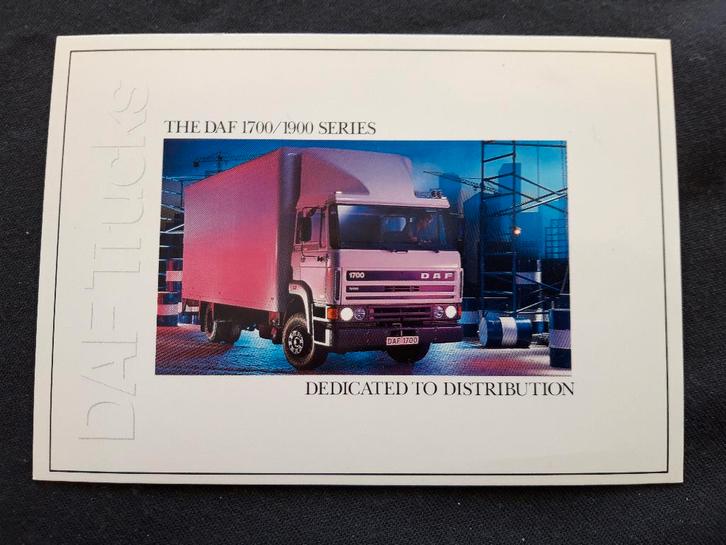 DAF Trucks
THE DAF 1700/1900 SERIES
1700 DAF
DAF 1700
DEDICATED TO DISTRIBUTION